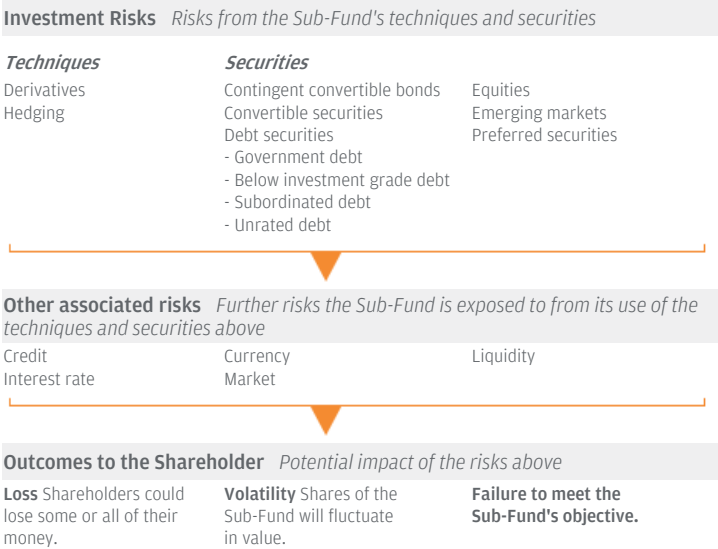 Investment Risks Risks from the Sub-Fund's techniques and securities
Techniques
Derivatives
Hedging
Securities
Contingent convertible bonds
Convertible securities
Debt securities
- Government debt
- Below investment grade debt
- Subordinated debt
- Unrated debt
Equities
Emerging markets
Preferred securities
Other associated risks Further risks the Sub-Fund is exposed to from its use of the
techniques and securities above
Credit
Interest rate
Currency
Market
Liquidity
Outcomes to the Shareholder Potential impact of the risks above
Loss Shareholders could
lose some or all of their
money.
Volatility Shares of the
Sub-Fund will fluctuate
in value.
Failure to meet the
Sub-Fund's objective.